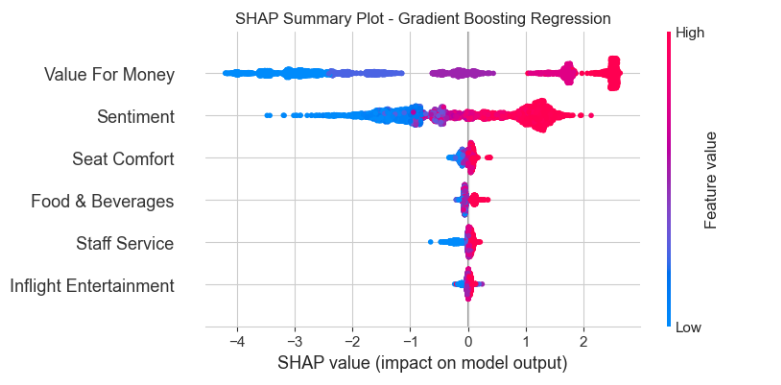 SHAP Summary Plot - Gradient Boosting Regression
High
Value For Money
Sentiment
Seat Comfort
Food & Beverages
Staff Service
Inflight Entertainment
Feature value
Low
−4 −3 −2 −1 0 1 2
SHAP value (impact on model output)